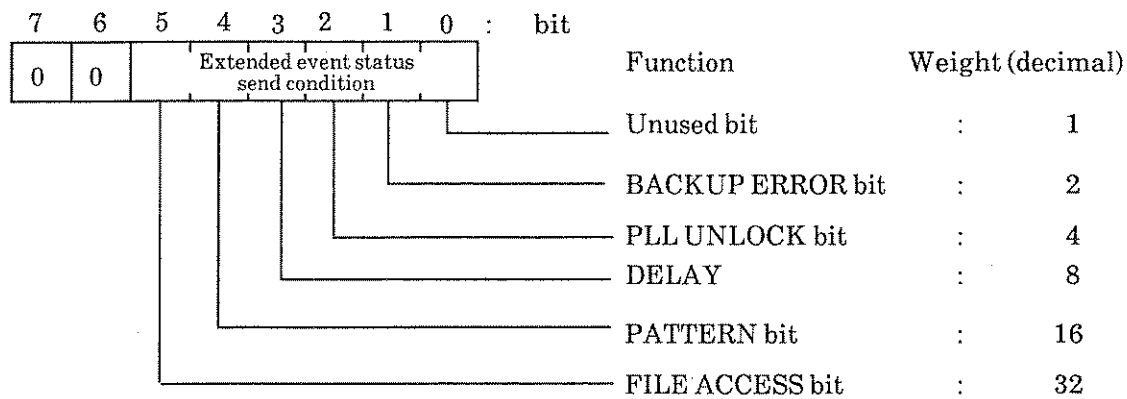 7 6 5 4 3 2 1 0 : bit
0 0 Extended event status
send condition
Function Weight (decimal)
Unused bit : 1
BACKUP ERROR bit : 2
PLL UNLOCK bit : 4
DELAY : 8
PATTERN bit : 16
FILE ACCESS bit : 32